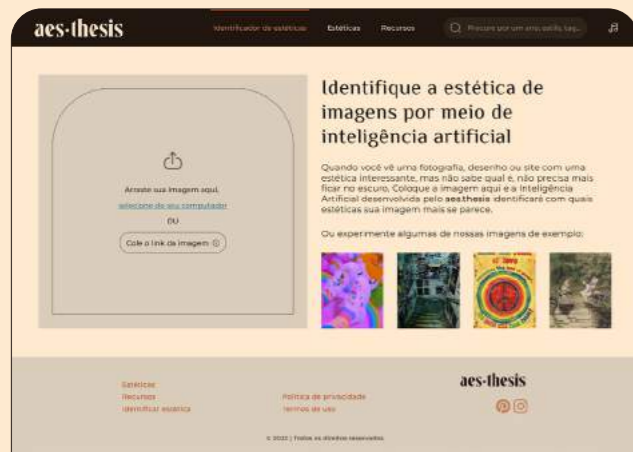 aes·thesis
Identificador de estéticas
Estéticas
Recursos
Procure por um ano, estilo, tag...
Arraste sua imagem aqui,
selecione do seu computador
OU
Cole o link da imagem
Identifique a estética de
imagens por meio de
inteligência artificial
Quando você vê uma fotografia, desenho ou site com uma
estética interessante, mas não sabe qual é, não precisa mais
ficar no escuro. Coloque a imagem aqui e a Inteligência
Artificial desenvolvida pelo aes.thesis identificará com quais
estéticas sua imagem mais se parece.
Ou experimente algumas de nossas imagens de exemplo:
Estéticas
Recursos
Identificar estética
Política de privacidade
Termos de uso
aes·thesis
© 2022 | Todos os direitos reservados